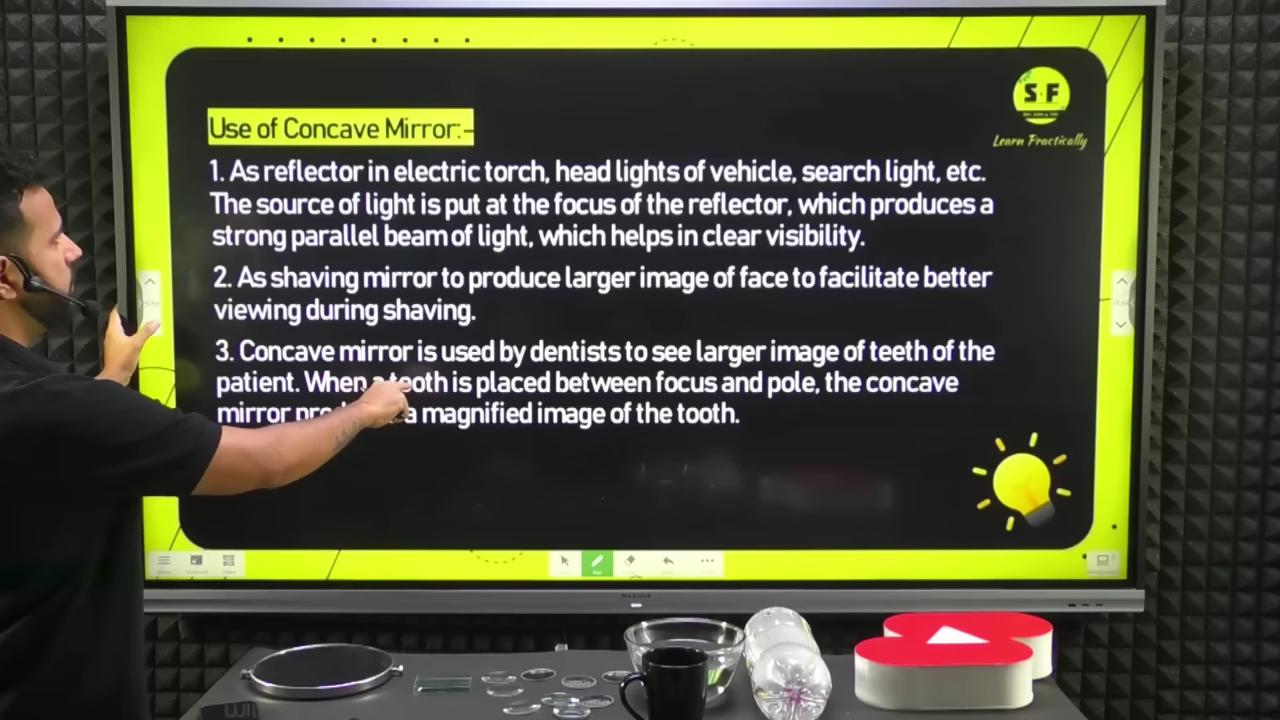 S F
Learn Practically
Use of Concave Mirror:-
1. As reflector in electric torch, head lights of vehicle, search light, etc.
The source of light is put at the focus of the reflector, which produces a
strong parallel beam of light, which helps in clear visibility.
2. As shaving mirror to produce larger image of face to facilitate better
viewing during shaving.
3. Concave mirror is used by dentists to see larger image of teeth of the
patient. When a tooth is placed between focus and pole, the concave
mirror a magnified image of the tooth.
MAXHUB